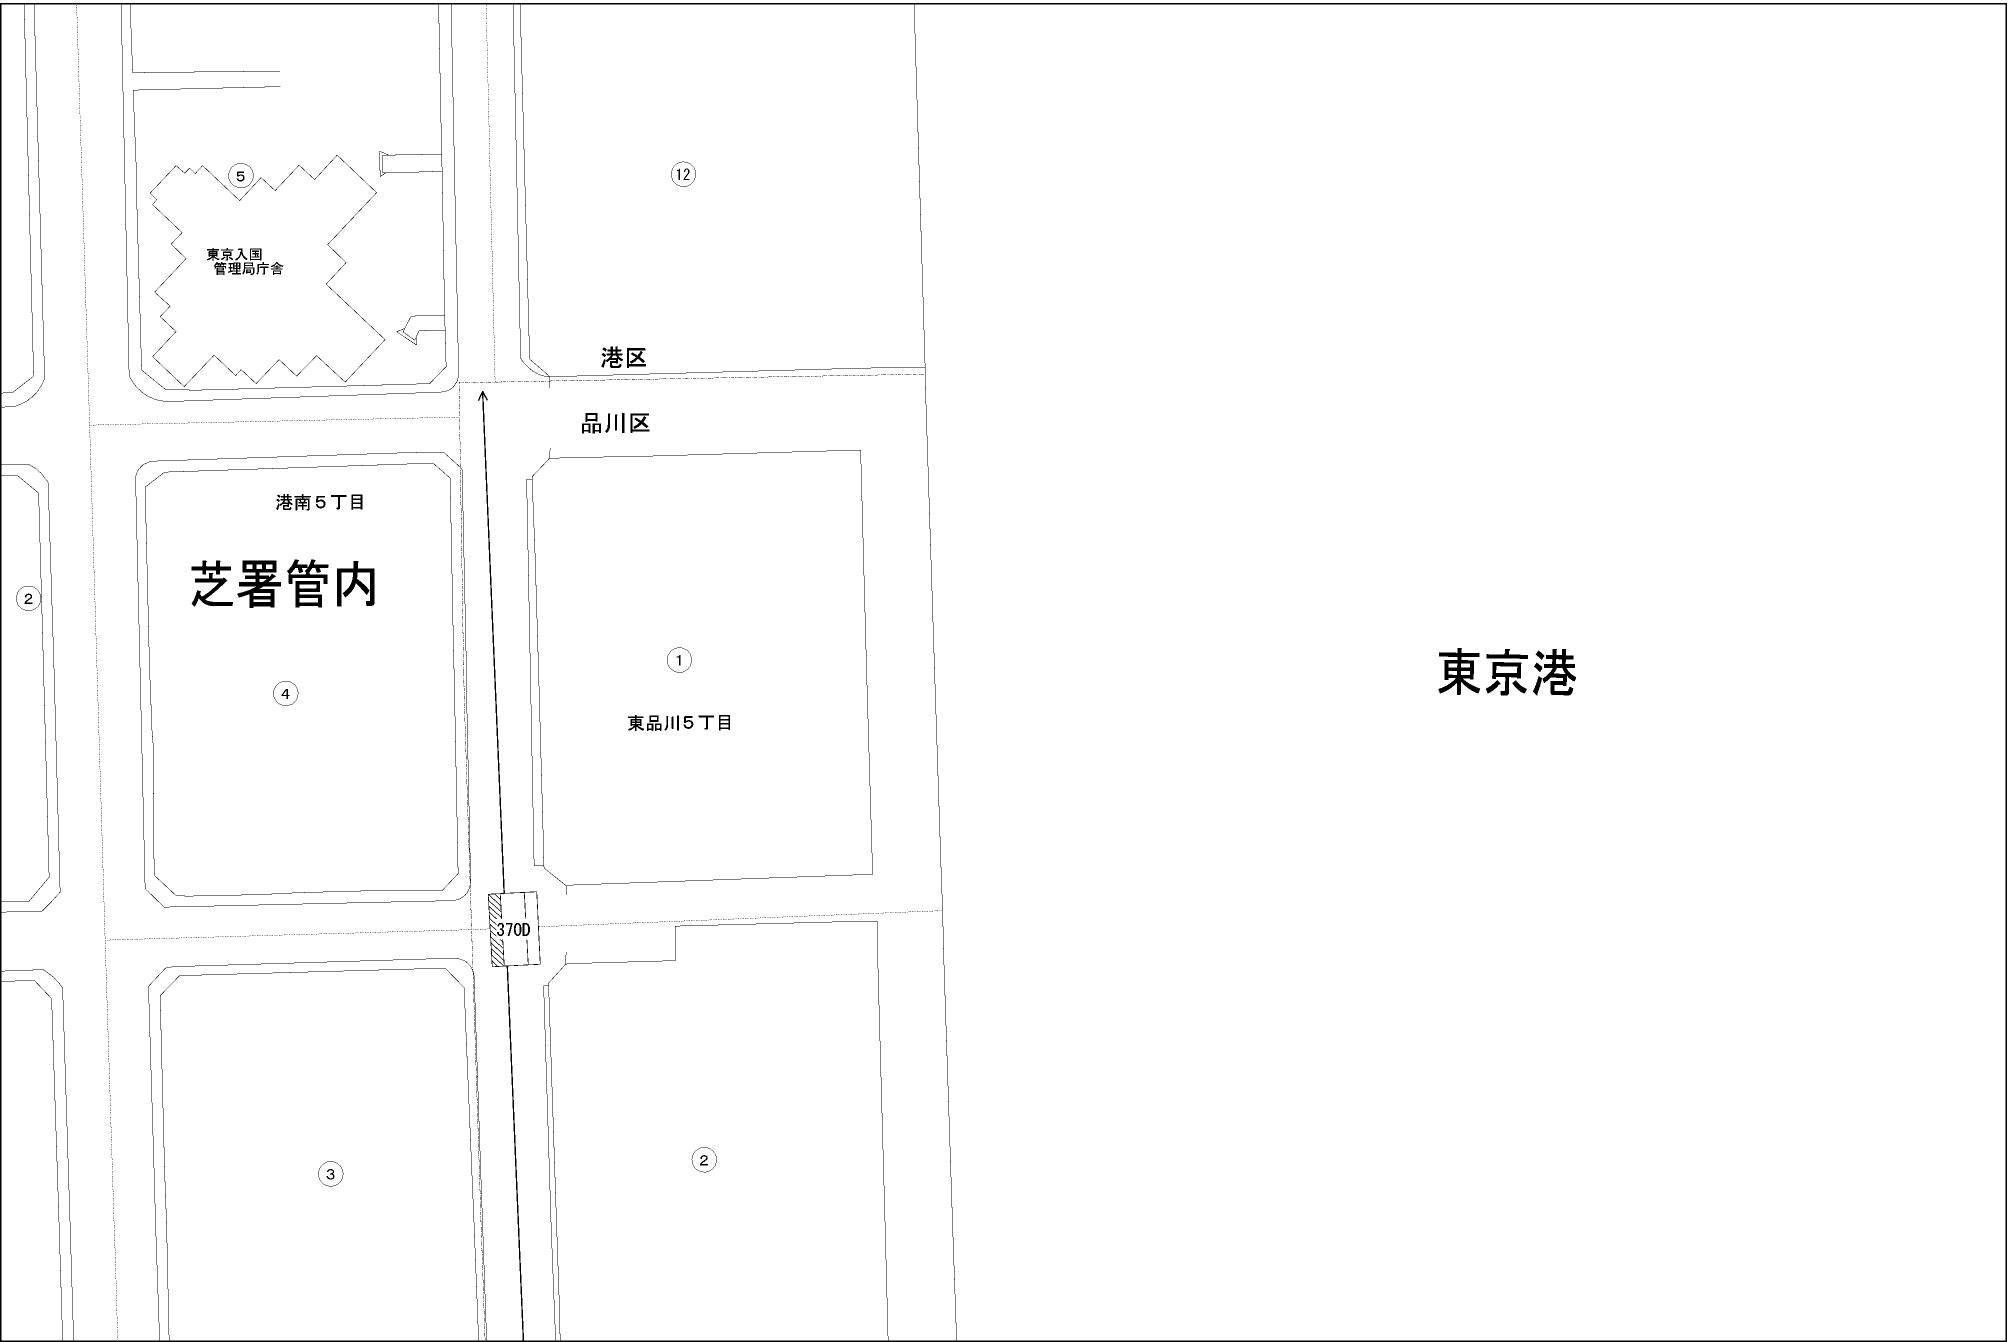 ⑤
⑫
東京入国
管理局庁舎
港区
品川区
港南5丁目
芝署管内
②
①
東京港
④
東品川5丁目
370D
③
②